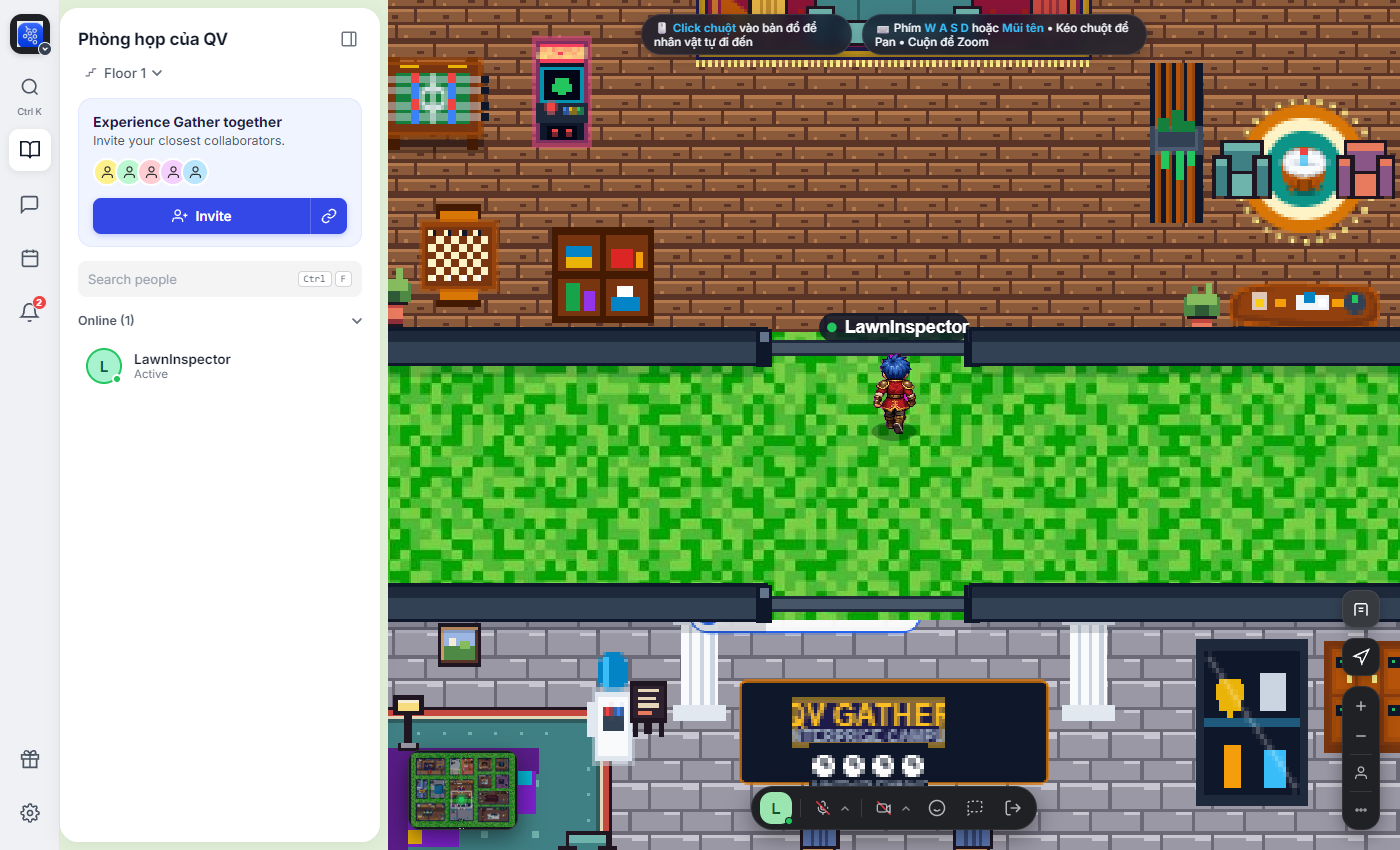 Phòng họp của QV
Ctrl K
Floor 1
Experience Gather together
Invite your closest collaborators.
Invite
Search people
Ctrl F
2
Online (1)
L
LawnInspector
Active
Click chuột vào bản đồ để
nhân vật tự đi đến
Phím W A S D hoặc Mũi tên • Kéo chuột để
Pan • Cuộn để Zoom
LawnInspector
QV GATHER
L